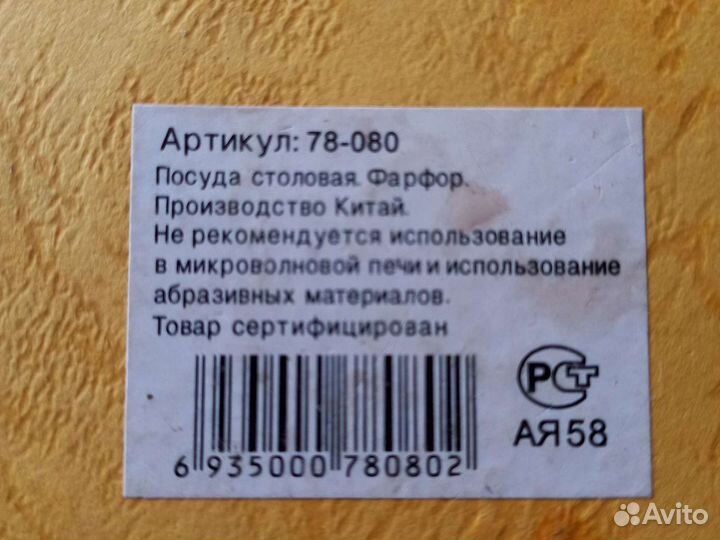 Артикул: 78-080
Посуда столовая. Фарфор.
Производство Китай.
Не рекомендуется использование
в микроволновой печи и использование
абразивных материалов.
Товар сертифицирован
РСТ
АЯ58
6 935000 780802
Avito